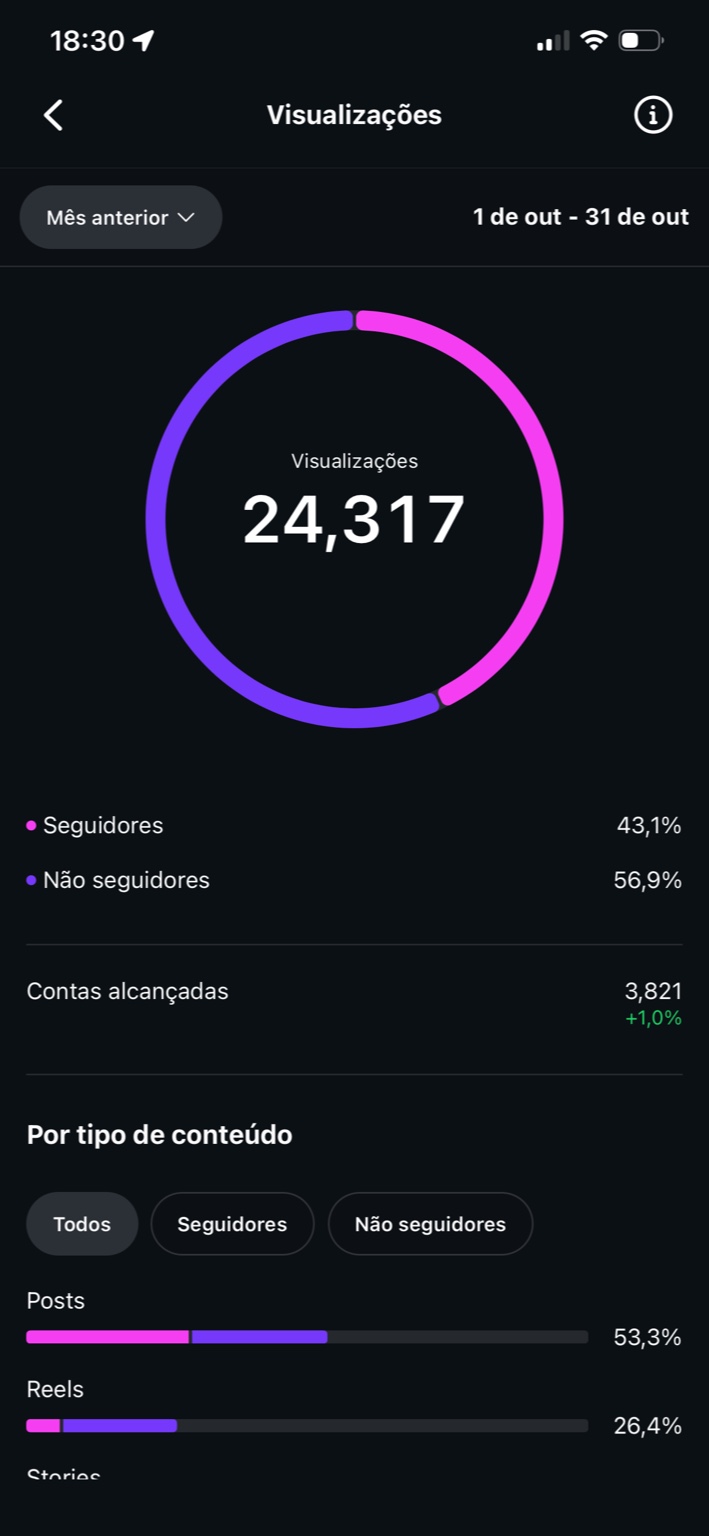 18:30
Visualizações
Mês anterior
1 de out - 31 de out
Visualizações
24,317
Seguidores 43,1%
Não seguidores 56,9%
Contas alcançadas 3,821
+1,0%
Por tipo de conteúdo
Todos Seguidores Não seguidores
Posts
53,3%
Reels
26,4%
Stories